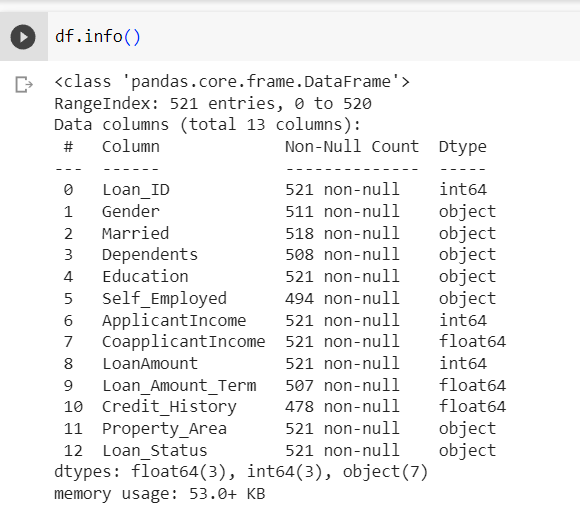 df.info()
<class 'pandas.core.frame.DataFrame'>
RangeIndex: 521 entries, 0 to 520
Data columns (total 13 columns):
 #   Column             Non-Null Count  Dtype
---  ------             --------------  -----
 0   Loan_ID            521 non-null    int64
 1   Gender             511 non-null    object
 2   Married            518 non-null    object
 3   Dependents         508 non-null    object
 4   Education          521 non-null    object
 5   Self_Employed      494 non-null    object
 6   ApplicantIncome    521 non-null    int64
 7   CoapplicantIncome  521 non-null    float64
 8   LoanAmount         521 non-null    int64
 9   Loan_Amount_Term   507 non-null    float64
 10  Credit_History     478 non-null    float64
 11  Property_Area      521 non-null    object
 12  Loan_Status        521 non-null    object
dtypes: float64(3), int64(3), object(7)
memory usage: 53.0+ KB